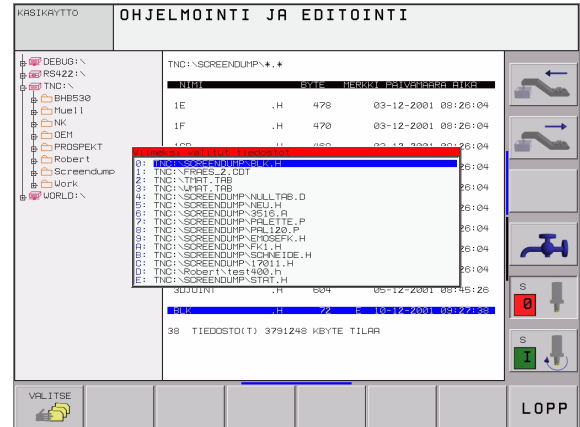 KASIKAYTTO
OHJELMOINTI JA EDITOINTI
DEBUG:\
RS422:\
TNC:\
BHB530
Muell
NK
OEM
PROSPEKT
Robert
Screendump
Work
WORLD:\
TNC:\SCREENDUMP\*.*
NIMI BYTE MERKKI PAIVAMAARA AIKA
1E .H 478 03-12-2001 08:26:04
1F .H 470 03-12-2001 08:26:04
Viimeksi valitut tiedostot
0: TNC:\SCREENDUMP\BLK.H
1: TNC:\FRAES_2.CDT
2: TNC:\TMAT.TAB
3: TNC:\WMAT.TAB
4: TNC:\SCREENDUMP\NULLTAB.D
5: TNC:\SCREENDUMP\NEU.H
6: TNC:\SCREENDUMP\3516.A
7: TNC:\SCREENDUMP\PALETTE.P
8: TNC:\SCREENDUMP\PAL120.P
9: TNC:\SCREENDUMP\EMOSEFK.H
A: TNC:\SCREENDUMP\FK1.H
B: TNC:\SCREENDUMP\SCHNEIDE.H
C: TNC:\SCREENDUMP\17011.H
D: TNC:\Robert\test400.h
E: TNC:\SCREENDUMP\STAT.H
26:04
26:04
26:04
26:04
26:04
26:04
3DJOINT .H 604 05-12-2001 08:45:26
BLK .H 72 E 10-12-2001 09:27:38
38 TIEDOSTO(T) 3791248 KBYTE TILAA
S
0
S
I
VALITSE
LOPP